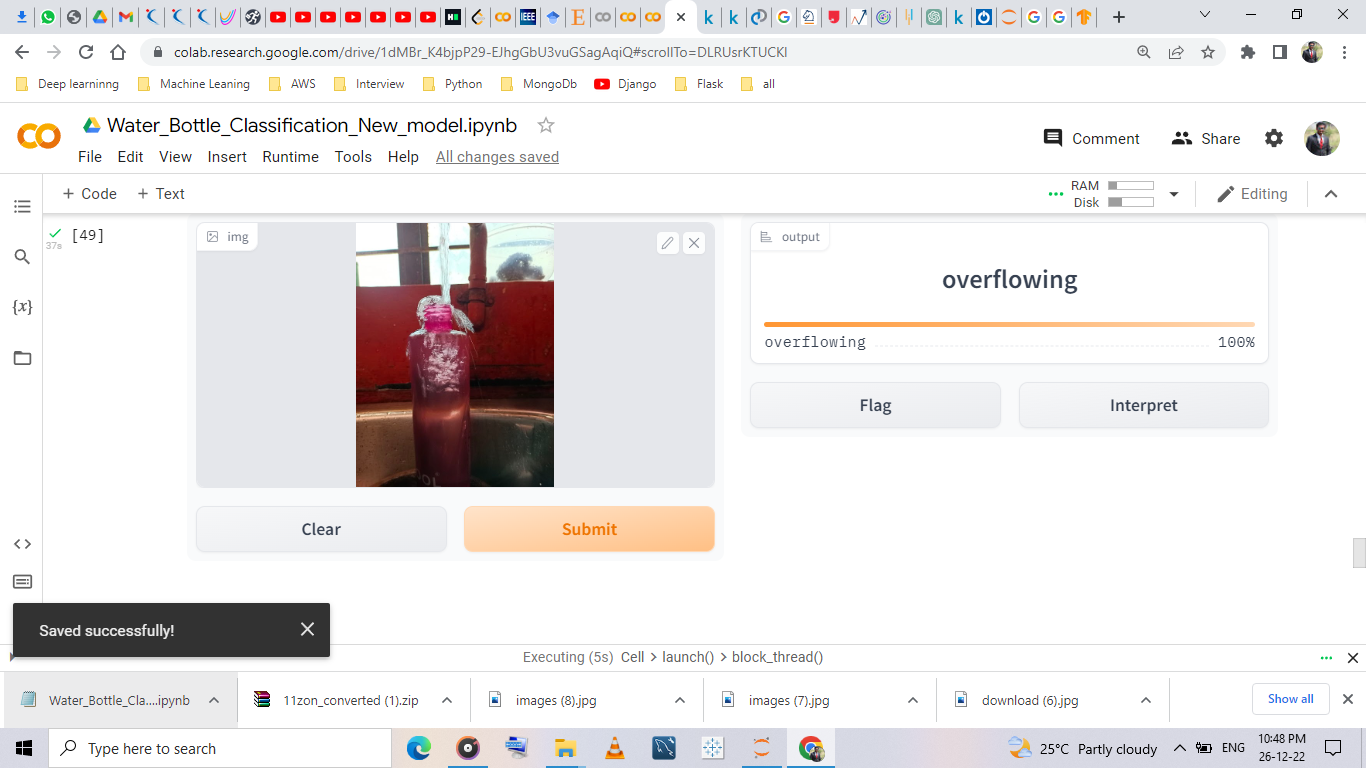 colab.research.google.com/drive/1dMBr_K4bjpP29-EJhgGbU3vuGSagAqiQ#scrollTo=DLRUsrKTUCKl
Deep learninng Machine Leaning AWS Interview Python MongoDb Django Flask all
Water_Bottle_Classification_New_model.ipynb
File Edit View Insert Runtime Tools Help All changes saved
Comment Share
+ Code + Text
RAM
Disk
Editing
[49]
37s
img
output
overflowing
overflowing 100%
Flag Interpret
Clear Submit
Saved successfully!
Executing (5s) Cell > launch() > block_thread()
Water_Bottle_Cla....ipynb 11zon_converted (1).zip images (8).jpg images (7).jpg download (6).jpg Show all
Type here to search
25°C Partly cloudy ENG
10:48 PM
26-12-22